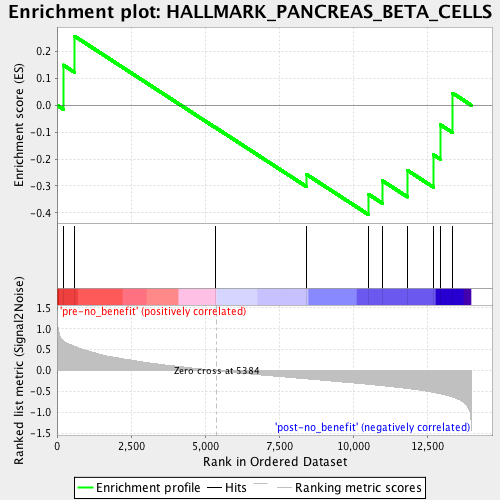 Enrichment plot: HALLMARK_PANCREAS_BETA_CELLS
Enrichment score (ES)
0.2
0.1
0.0
-0.1
-0.2
-0.3
-0.4
'pre-no_benefit' (positively correlated)
Ranked list metric (Signal2Noise)
1.5
1.0
0.5
0.0
-0.5
-1.0
-1.5
Zero cross at 5384
'post-no_benefit' (negatively correlated)
0 2,500 5,000 7,500 10,000 12,500
Rank in Ordered Dataset
Enrichment profile Hits Ranking metric scores